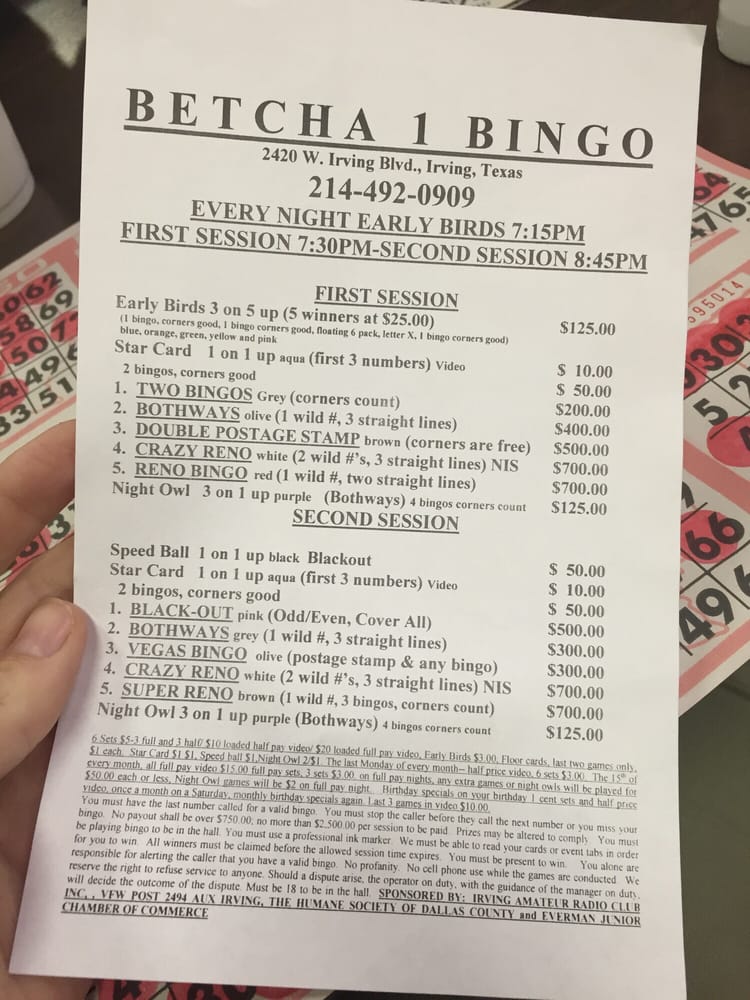 BETCHA 1 BINGO
2420 W. Irving Blvd., Irving, Texas
214-492-0909
EVERY NIGHT EARLY BIRDS 7:15PM
FIRST SESSION 7:30PM-SECOND SESSION 8:45PM
FIRST SESSION
Early Birds 3 on 5 up (5 winners at $25.00) $125.00
(1 bingo, corners good, 1 bingo corners good, floating 6 pack, letter X, 1 bingo corners good)
blue, orange, green, yellow and pink
Star Card 1 on 1 up aqua (first 3 numbers) Video $ 10.00
2 bingos, corners good $ 50.00
1. TWO BINGOS Grey (corners count) $200.00
2. BOTHWAYS olive (1 wild #, 3 straight lines) $400.00
3. DOUBLE POSTAGE STAMP brown (corners are free) $500.00
4. CRAZY RENO white (2 wild #'s, 3 straight lines) NIS $700.00
5. RENO BINGO red (1 wild #, two straight lines) $700.00
Night Owl 3 on 1 up purple (Bothways) 4 bingos corners count $125.00
SECOND SESSION
Speed Ball 1 on 1 up black Blackout $ 50.00
Star Card 1 on 1 up aqua (first 3 numbers) Video $ 10.00
2 bingos, corners good $ 50.00
1. BLACK-OUT pink (Odd/Even, Cover All) $500.00
2. BOTHWAYS grey (1 wild #, 3 straight lines) $300.00
3. VEGAS BINGO olive (postage stamp & any bingo) $300.00
4. CRAZY RENO white (2 wild #'s, 3 straight lines) NIS $700.00
5. SUPER RENO brown (1 wild #, 3 bingos, corners count) $700.00
Night Owl 3 on 1 up purple (Bothways) 4 bingos corners count $125.00
6 Sets $5-3 full and 3 half/ $10 loaded half pay video/ $20 loaded full pay video, Early Birds $3.00, Floor cards, last two games only,
$1 each. Star Card $1 $1, Speed ball $1,Night Owl 2/$1. The last Monday of every month– half price video, 6 sets $3.00. The 15th of
every month, all full pay video $15.00 full pay sets, 3 sets $3.00. on full pay nights, any extra games or night owls will be played for
$50.00 each or less, Night Owl games will be $2 on full pay night. Birthday specials on your birthday 1 cent sets and half price
video, once a month on a Saturday, monthly birthday specials again. Last 3 games in video $10.00.
You must have the last number called for a valid bingo. You must stop the caller before they call the next number or you miss your
bingo. No payout shall be over $750.00; no more than $2,500.00 per session to be paid. Prizes may be altered to comply. You must
be playing bingo to be in the hall. You must use a professional ink marker. We must be able to read your cards or event tabs in order
for you to win. All winners must be claimed before the allowed session time expires. You must be present to win. You alone are
responsible for alerting the caller that you have a valid bingo. No profanity. No cell phone use while the games are conducted. We
reserve the right to refuse service to anyone. Should a dispute arise, the operator on duty, with the guidance of the manager on duty,
will decide the outcome of the dispute. Must be 18 to be in the hall. SPONSORED BY: IRVING AMATEUR RADIO CLUB
INC, , VFW POST 2494 AUX IRVING, THE HUMANE SOCIETY OF DALLAS COUNTY and EVERMAN JUNIOR
CHAMBER OF COMMERCE